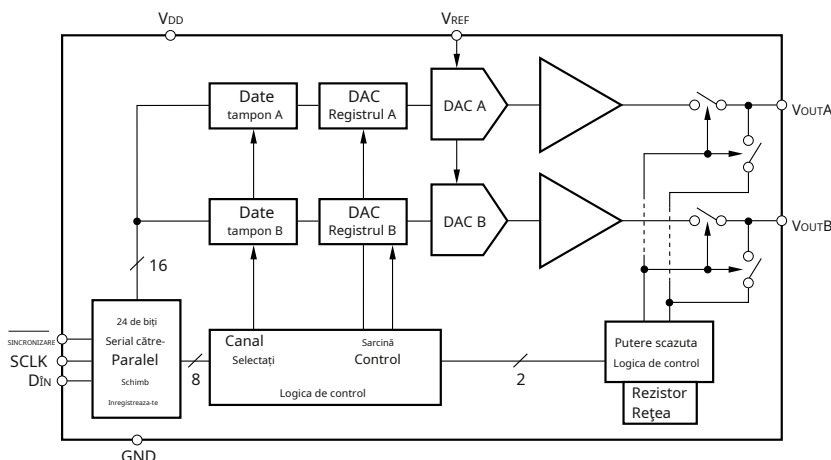 VDD
VREF
Date
tampon A
DAC
Registrul A
DAC A
VOUTA
Date
tampon B
DAC
Registrul B
DAC B
VOUTB
16
24 de biți
Serial către-
Paralel
Schimb
Inregistreaza-te
SINCRONIZARE
SCLK
DÎN
8
Canal
Selectați
Sarcină
Control
Logica de control
2
Putere scazuta
Logica de control
Rezistor
Reţea
GND